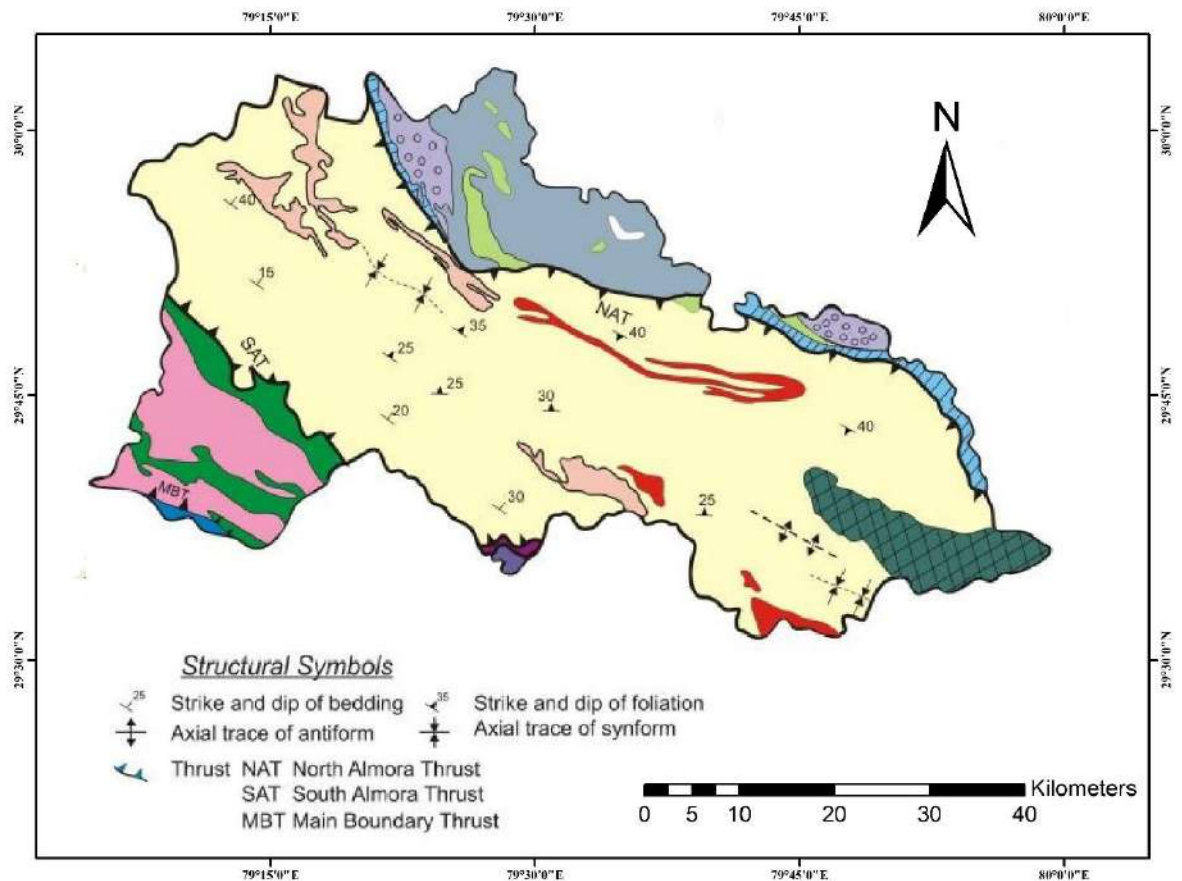 79°15'0"E 79°30'0"E 79°45'0"E 80°0'0"E
30°0'0"N 30°0'0"N
N
40
15
35
NAT
40
25
SAT
25
30
29°45'0"N 29°45'0"N
20
40
MBT
30
25
29°30'0"N 29°30'0"N
Structural Symbols
25 Strike and dip of bedding 35 Strike and dip of foliation
Axial trace of antiform Axial trace of synform
Thrust NAT North Almora Thrust
SAT South Almora Thrust
MBT Main Boundary Thrust
Kilometers
0 5 10 20 30 40
79°15'0"E 79°30'0"E 79°45'0"E 80°0'0"E